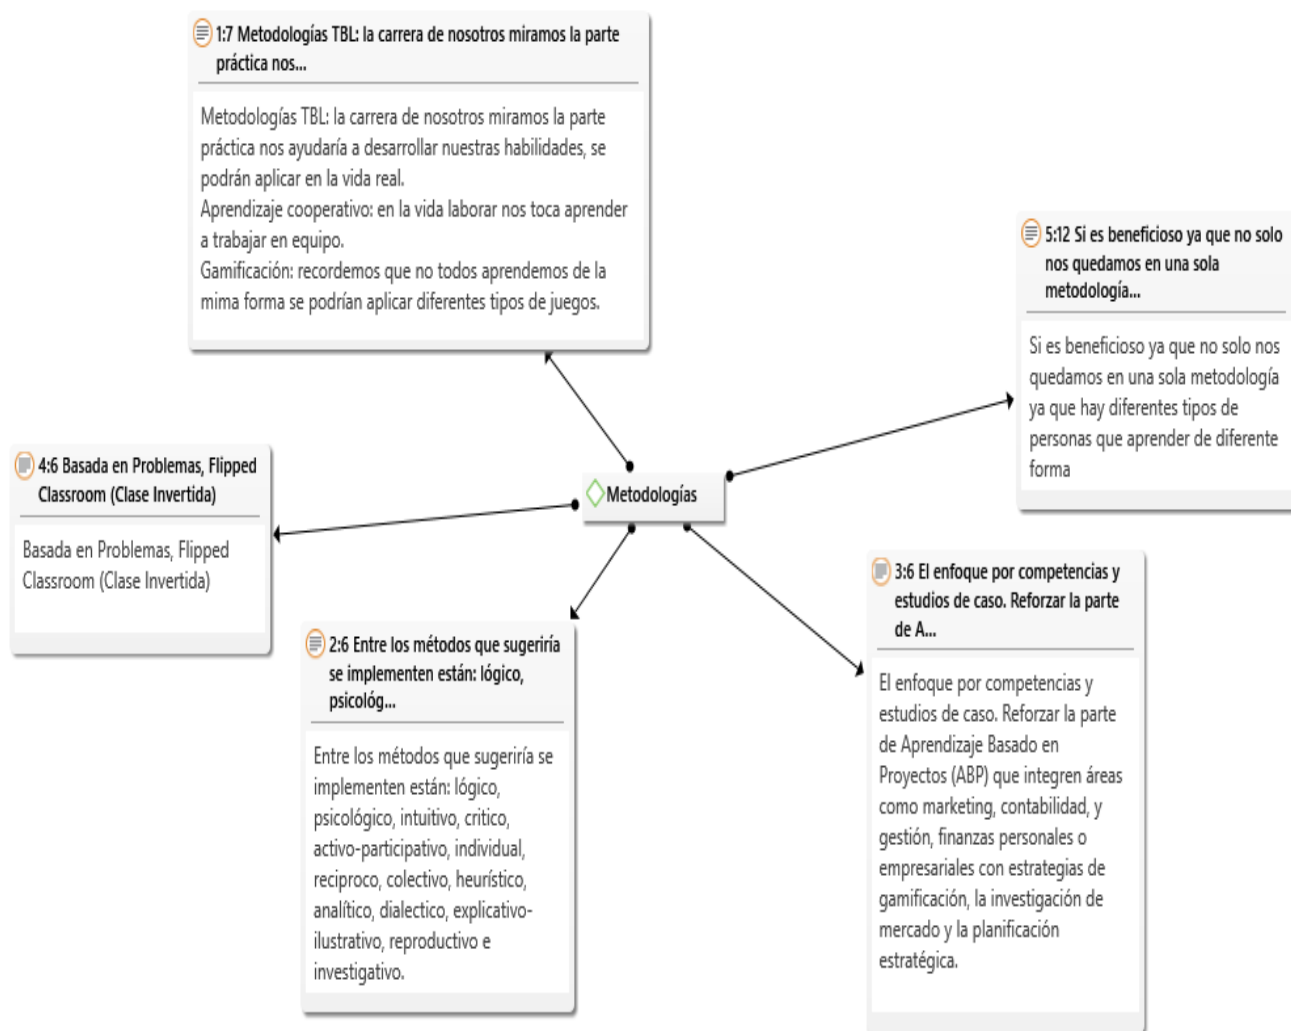 1:7 Metodologías TBL: la carrera de nosotros miramos la parte
práctica nos...
Metodologías TBL: la carrera de nosotros miramos la parte
práctica nos ayudaría a desarrollar nuestras habilidades, se
podrán aplicar en la vida real.
Aprendizaje cooperativo: en la vida laborar nos toca aprender
a trabajar en equipo.
Gamificación: recordemos que no todos aprendemos de la
mima forma se podrían aplicar diferentes tipos de juegos.
5:12 Si es beneficioso ya que no solo
nos quedamos en una sola
metodología...
Si es beneficioso ya que no solo nos
quedamos en una sola metodología
ya que hay diferentes tipos de
personas que aprender de diferente
forma
4:6 Basada en Problemas, Flipped
Classroom (Clase Invertida)
Basada en Problemas, Flipped
Classroom (Clase Invertida)
Metodologías
2:6 Entre los métodos que sugeriría
se implementen están: lógico,
psicológ...
Entre los métodos que sugeriría se
implementen están: lógico,
psicológico, intuitivo, critico,
activo-participativo, individual,
reciproco, colectivo, heurístico,
analítico, dialectico, explicativo-
ilustrativo, reproductivo e
investigativo.
3:6 El enfoque por competencias y
estudios de caso. Reforzar la parte
de A...
El enfoque por competencias y
estudios de caso. Reforzar la parte
de Aprendizaje Basado en
Proyectos (ABP) que integren áreas
como marketing, contabilidad, y
gestión, finanzas personales o
empresariales con estrategias de
gamificación, la investigación de
mercado y la planificación
estratégica.